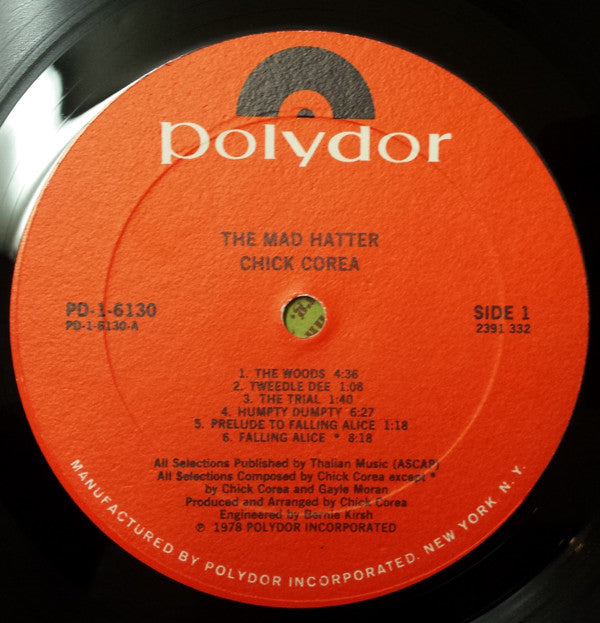 polydor
THE MAD HATTER
CHICK COREA
PD-1-6130
PD-1-6130-A
SIDE 1
2391 332
1. THE WOODS 4:36
2. TWEEDLE DEE 1:08
3. THE TRIAL 1:40
4. HUMPTY DUMPTY 6:27
5. PRELUDE TO FALLING ALICE 1:18
6. FALLING ALICE * 8:18
All Selections Published by Thalian Music (ASCAP)
All Selections Composed by Chick Corea except *
by Chick Corea and Gayle Moran
Produced and Arranged by Chick Corea
Engineered by Bernie Kirsh
℗ 1978 POLYDOR INCORPORATED
MANUFACTURED BY POLYDOR INCORPORATED. NEW YORK N.Y.